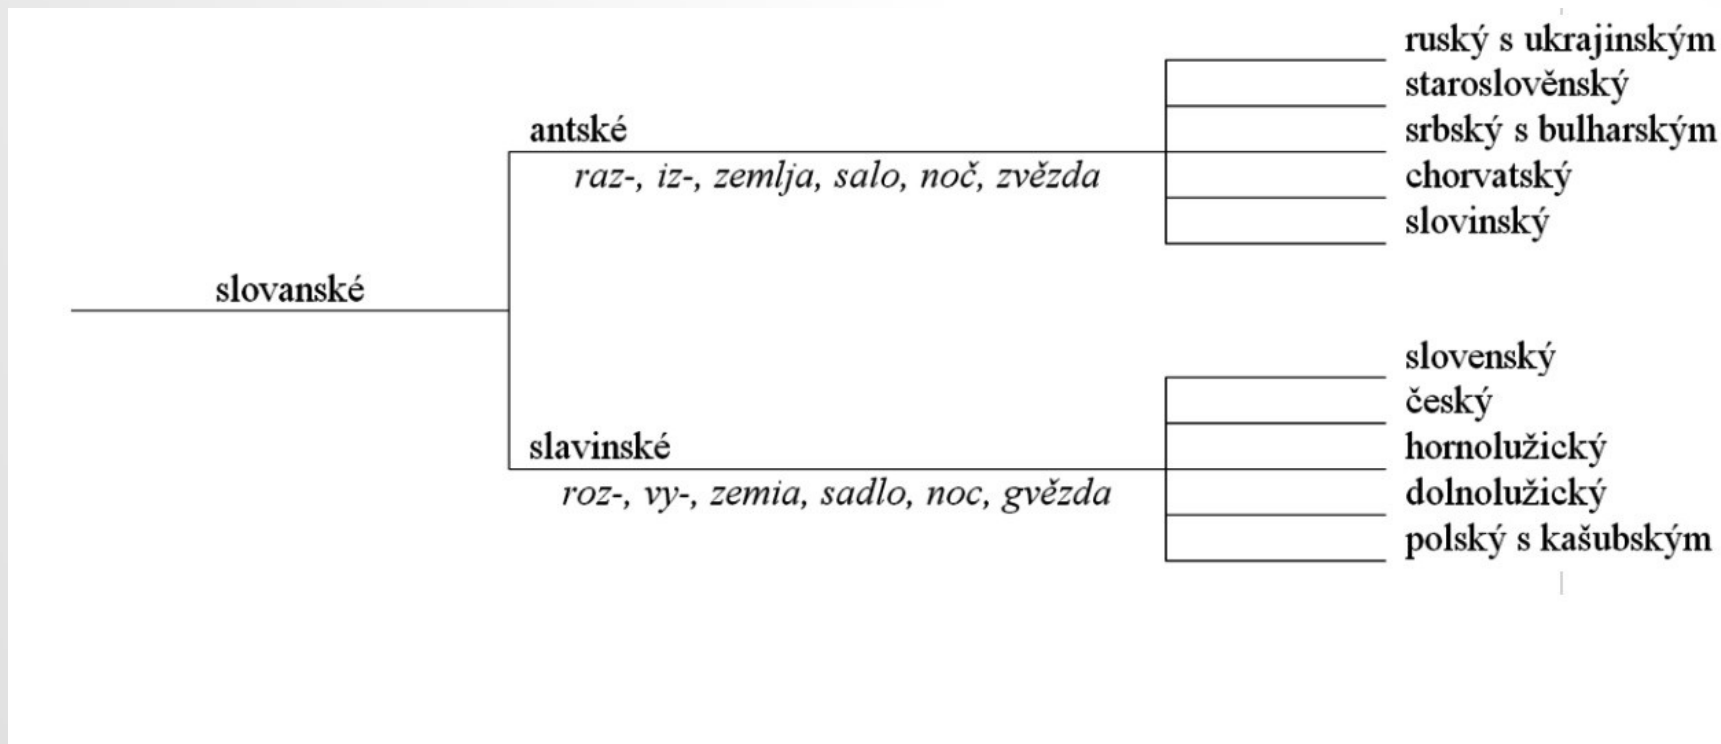 ruský s ukrajinským
staroslověnský
antské
srbský s bulharským
raz-, iz-, zemlja, salo, noč, zvězda
chorvatský
slovinský
slovanské
slovenský
český
slavinské
hornolužický
roz-, vy-, zemia, sadlo, noc, gvězda
dolnolužický
polský s kašubským